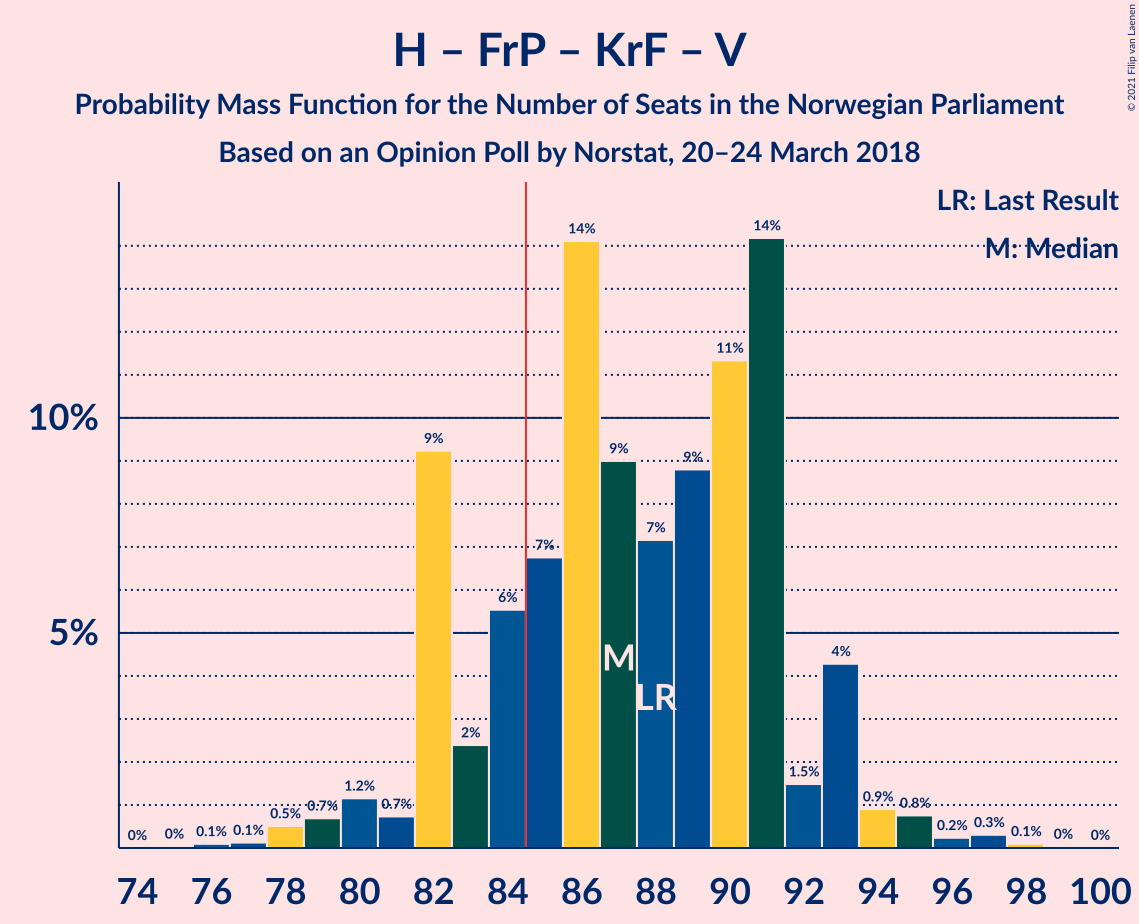 H – FrP – KrF – V
Probability Mass Function for the Number of Seats in the Norwegian Parliament
Based on an Opinion Poll by Norstat, 20–24 March 2018
© 2021 Filip van Laenen
LR: Last Result
M: Median
10%
5%
0% 0% 0.1% 0.1% 0.5% 0.7% 1.2% 0.7% 9% 2% 6% 7% 14% 9% 7% 9% 11% 14% 1.5% 4% 0.9% 0.8% 0.2% 0.3% 0.1% 0% 0%
M
LR
74 76 78 80 82 84 86 88 90 92 94 96 98 100